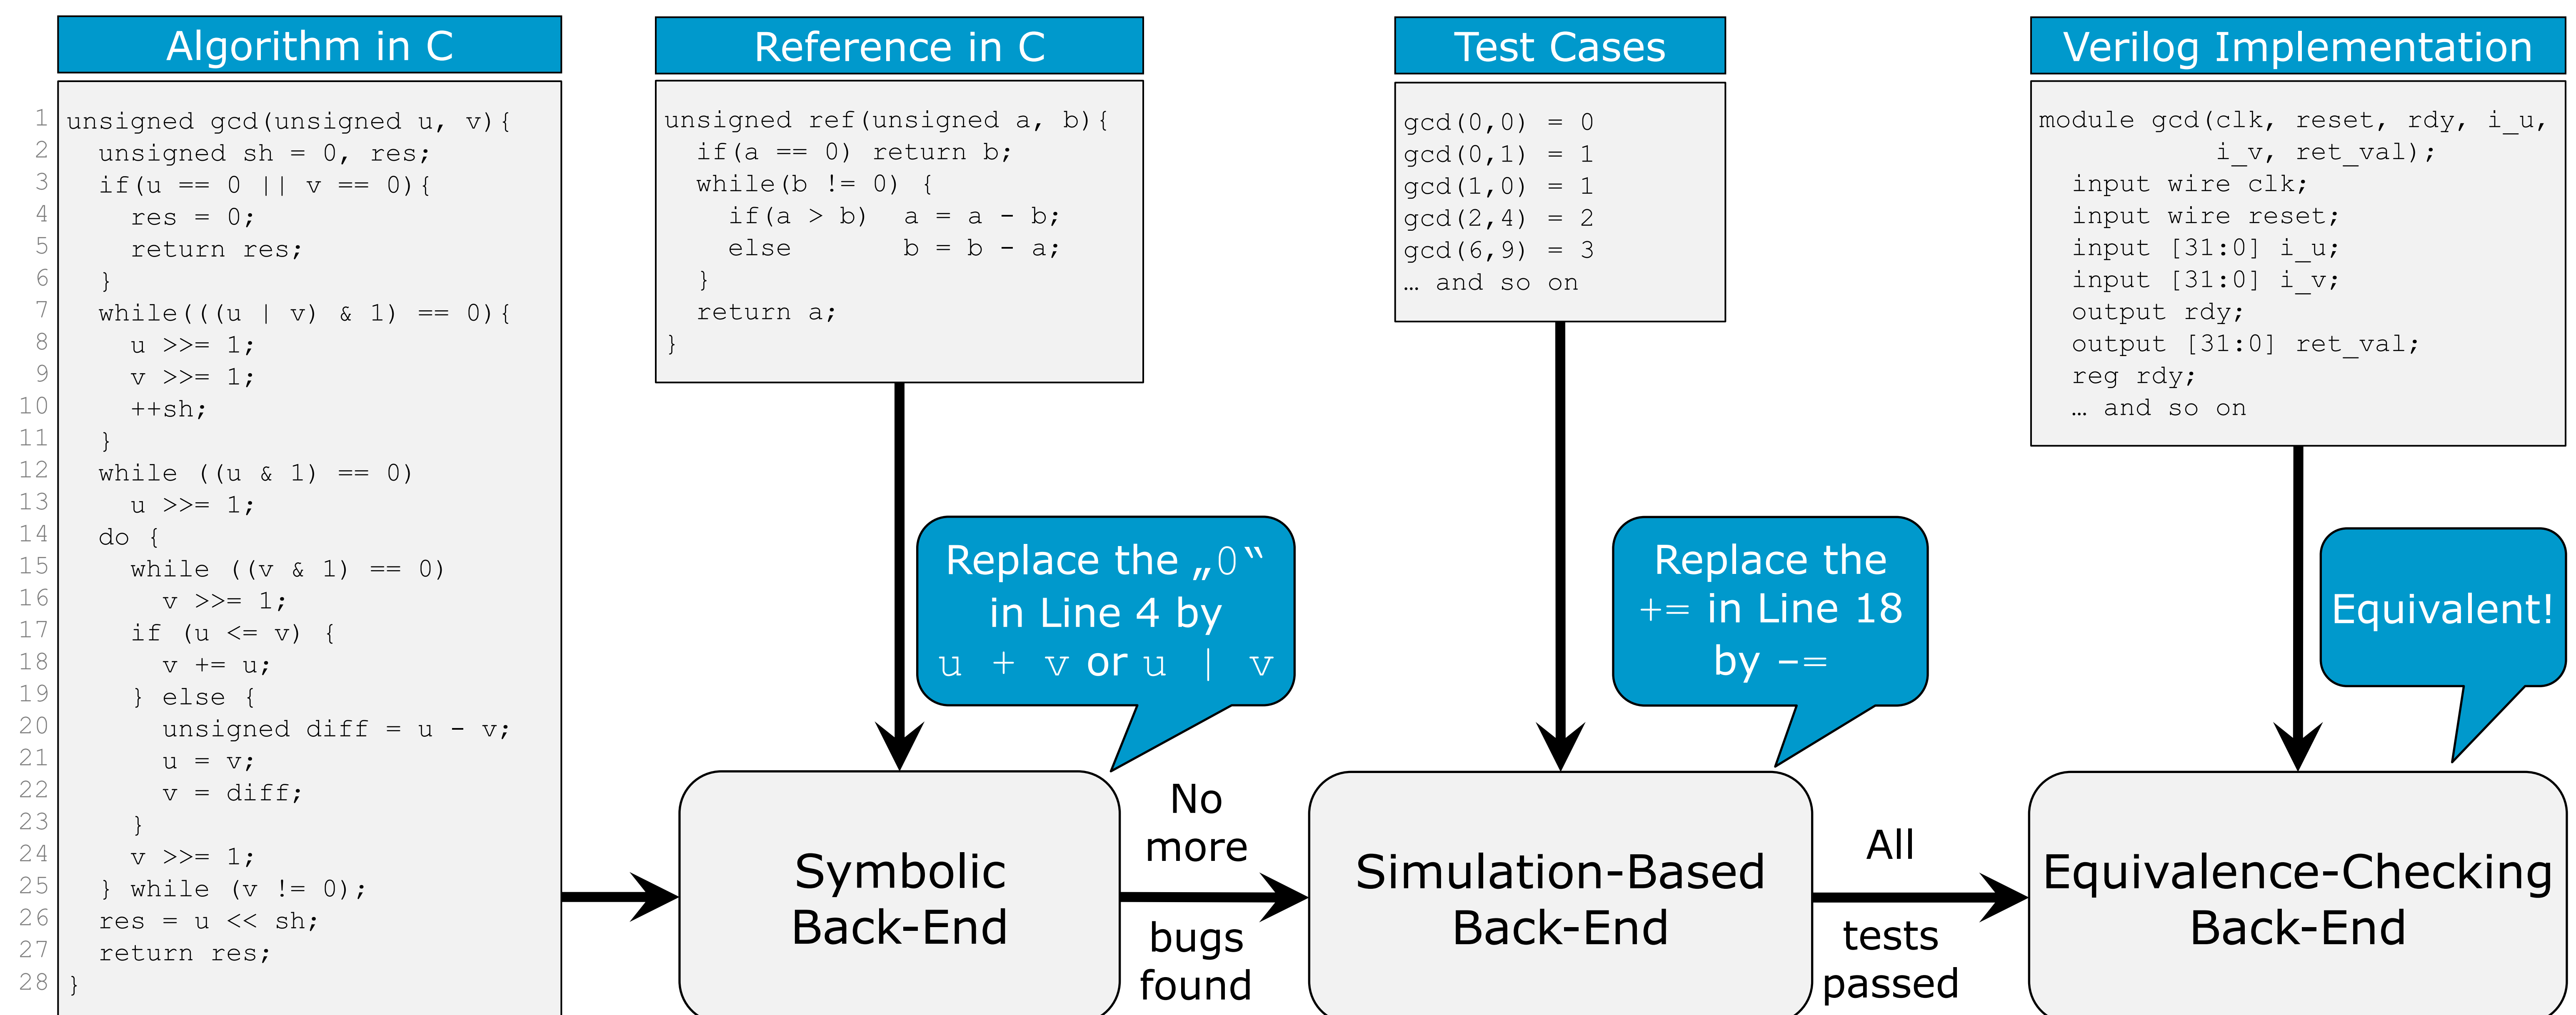 Algorithm in C
1 unsigned gcd(unsigned u, v){
2   unsigned sh = 0, res;
3   if(u == 0 || v == 0){
4     res = 0;
5     return res;
6   }
7   while(((u | v) & 1) == 0){
8     u >>= 1;
9     v >>= 1;
10     ++sh;
11   }
12   while ((u & 1) == 0)
13     u >>= 1;
14   do {
15     while ((v & 1) == 0)
16       v >>= 1;
17     if (u <= v) {
18       v += u;
19     } else {
20       unsigned diff = u - v;
21       u = v;
22       v = diff;
23     }
24     v >>= 1;
25   } while (v != 0);
26   res = u << sh;
27   return res;
28 }
Reference in C
unsigned ref(unsigned a, b){
  if(a == 0) return b;
  while(b != 0) {
    if(a > b)  a = a - b;
    else       b = b - a;
  }
  return a;
}
Test Cases
gcd(0,0) = 0
gcd(0,1) = 1
gcd(1,0) = 1
gcd(2,4) = 2
gcd(6,9) = 3
… and so on
Verilog Implementation
module gcd(clk, reset, rdy, i_u,
           i_v, ret_val);
  input wire clk;
  input wire reset;
  input [31:0] i_u;
  input [31:0] i_v;
  output rdy;
  output [31:0] ret_val;
  reg rdy;
  … and so on
Replace the „0“
in Line 4 by
u + v or u | v
Replace the
+= in Line 18
by -=
Equivalent!
Symbolic
Back-End
No
more
bugs
found
Simulation-Based
Back-End
All
tests
passed
Equivalence-Checking
Back-End